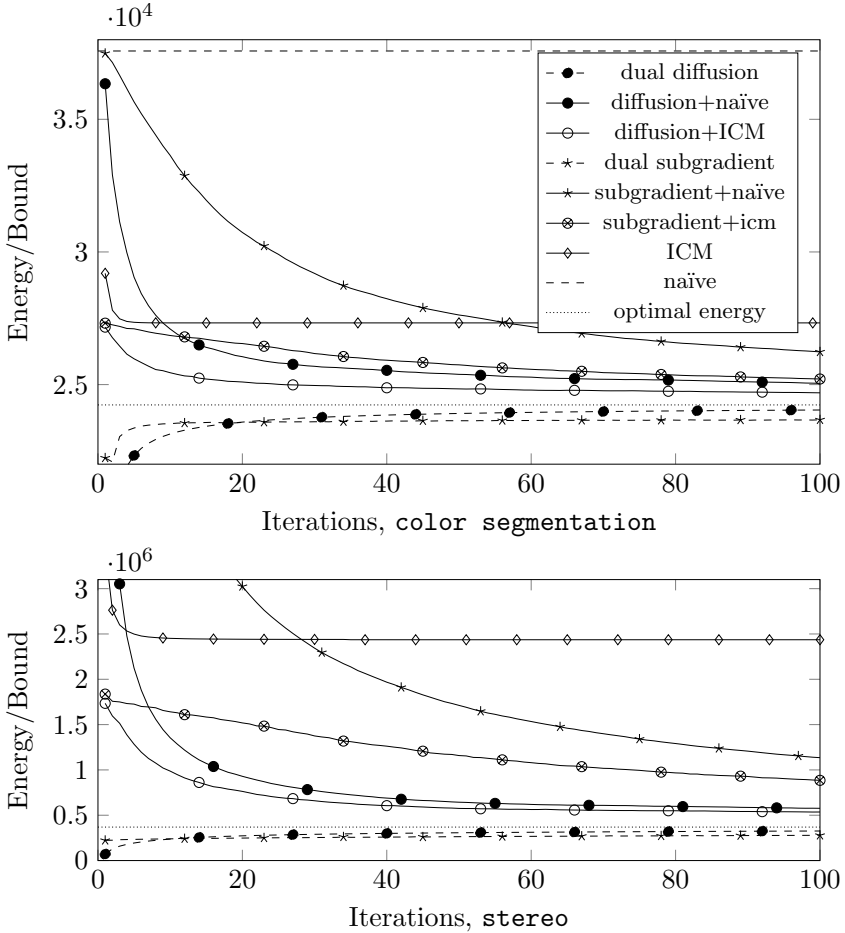 ·10^4
3.5
3
2.5
Energy/Bound
dual diffusion
diffusion+naïve
diffusion+ICM
dual subgradient
subgradient+naïve
subgradient+icm
ICM
naïve
optimal energy
0 20 40 60 80 100
Iterations, color segmentation
·10^6
3
2.5
2
1.5
1
0.5
0
Energy/Bound
0 20 40 60 80 100
Iterations, stereo